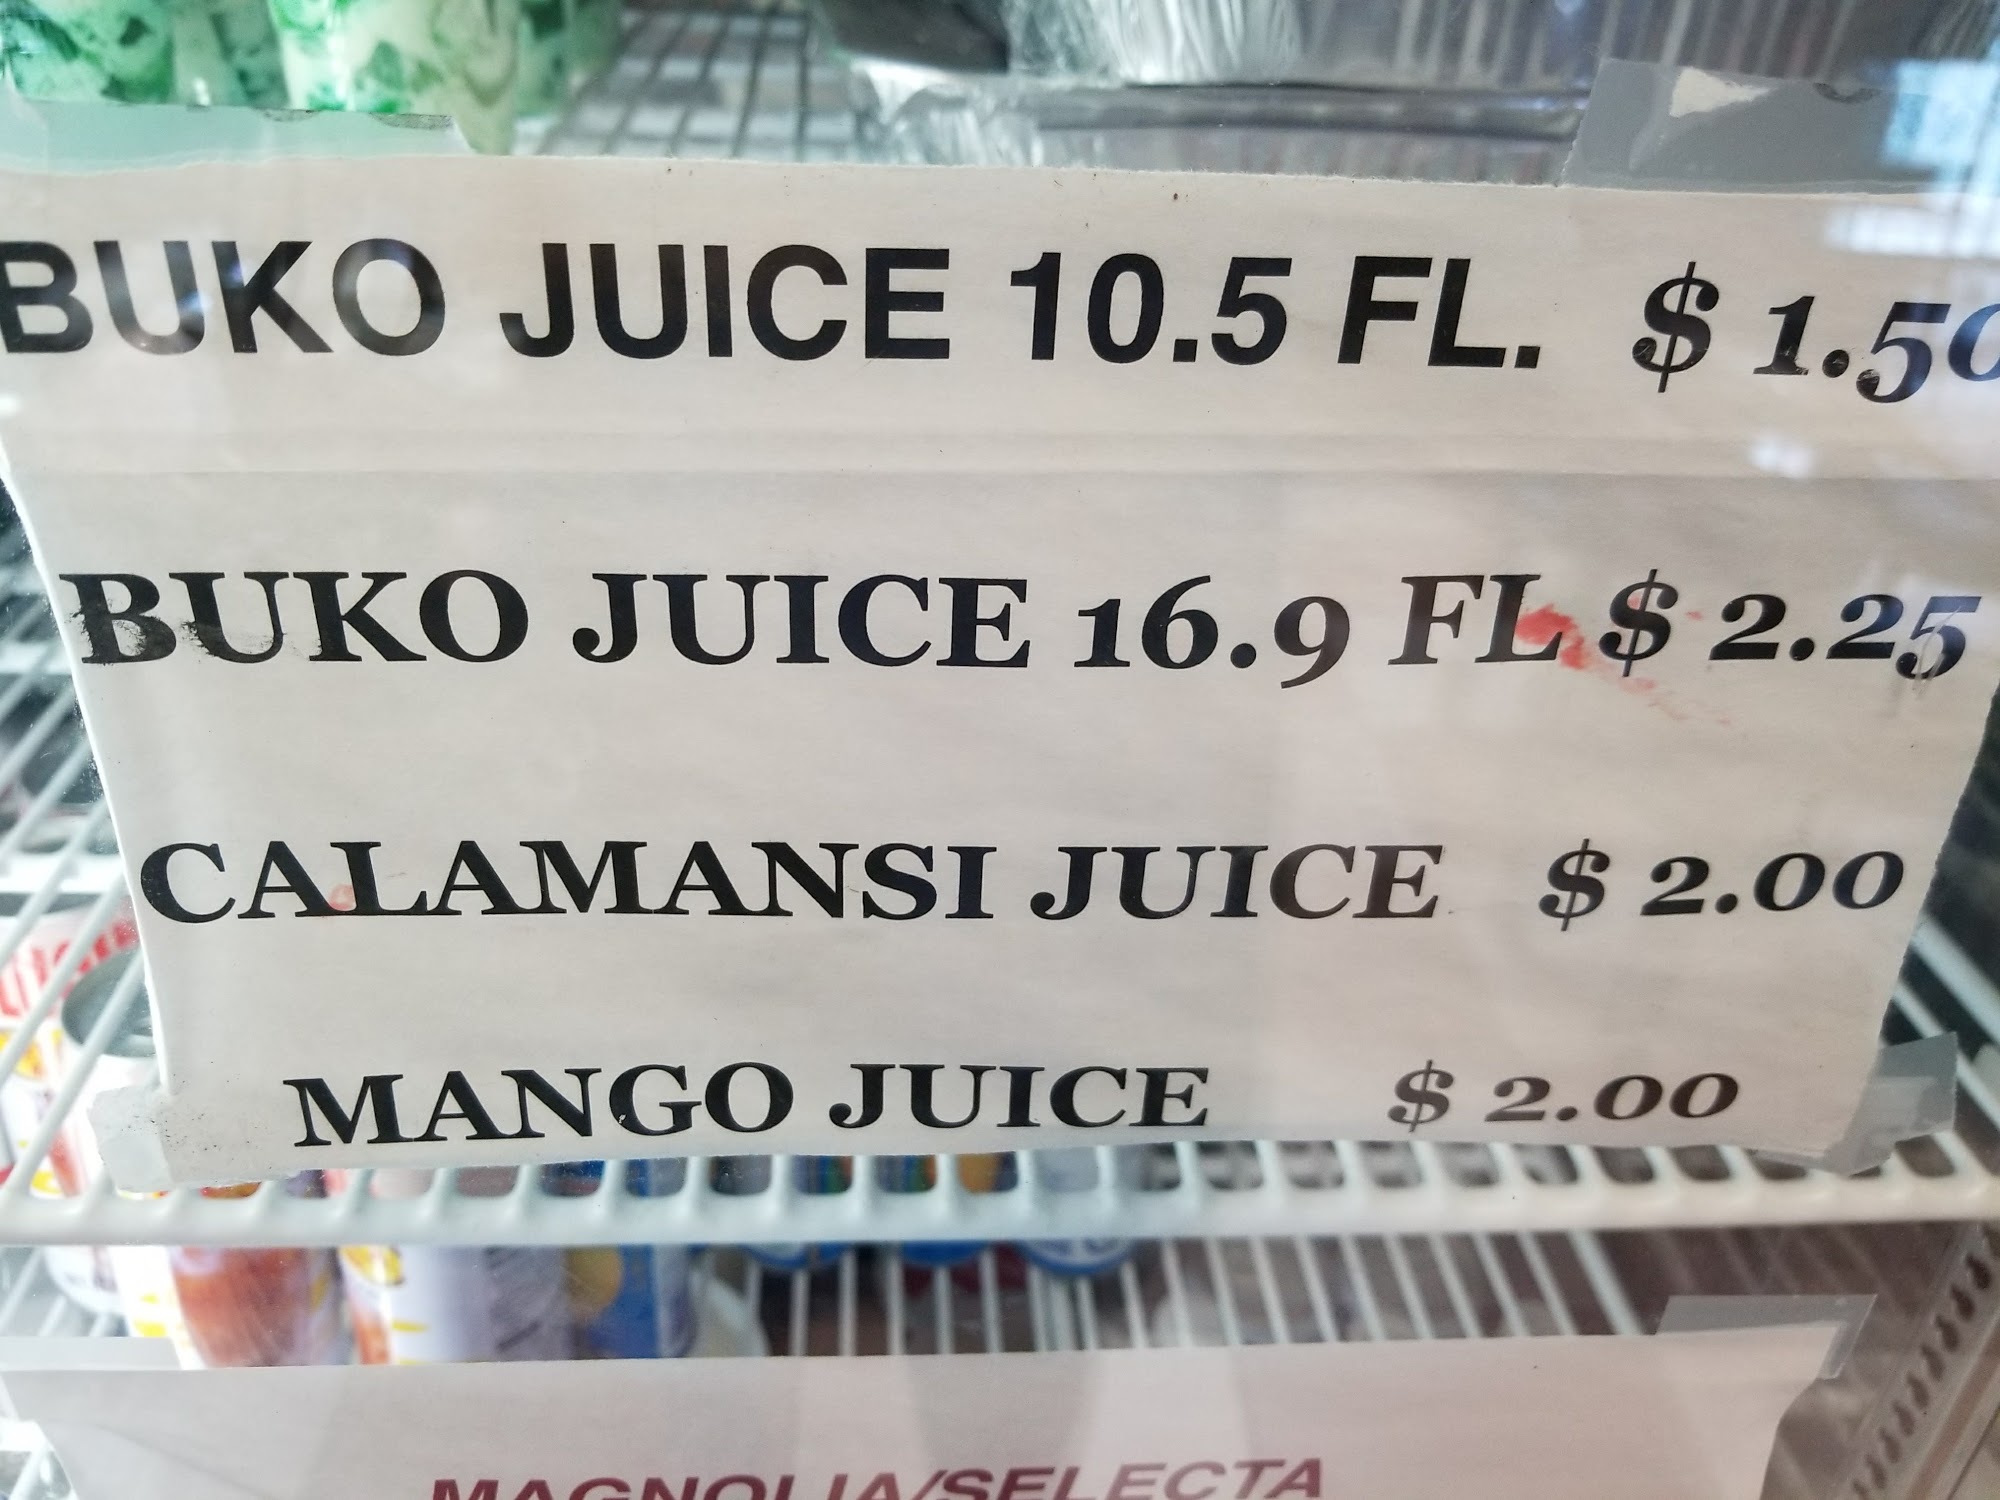 BUKO JUICE 10.5 FL. $ 1.50
BUKO JUICE 16.9 FL $ 2.25
CALAMANSI JUICE $ 2.00
MANGO JUICE $ 2.00
MAGNOLIA/SELECTA